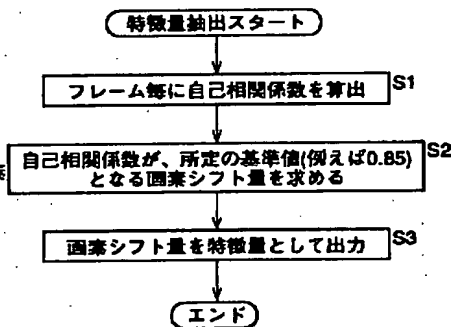 特徴量抽出スタート
フレーム毎に自己相関係数を算出
S1
自己相関係数が、所定の基準値(例えば0.85)
となる画素シフト量を求める
S2
画素シフト量を特徴量として出力
S3
エンド